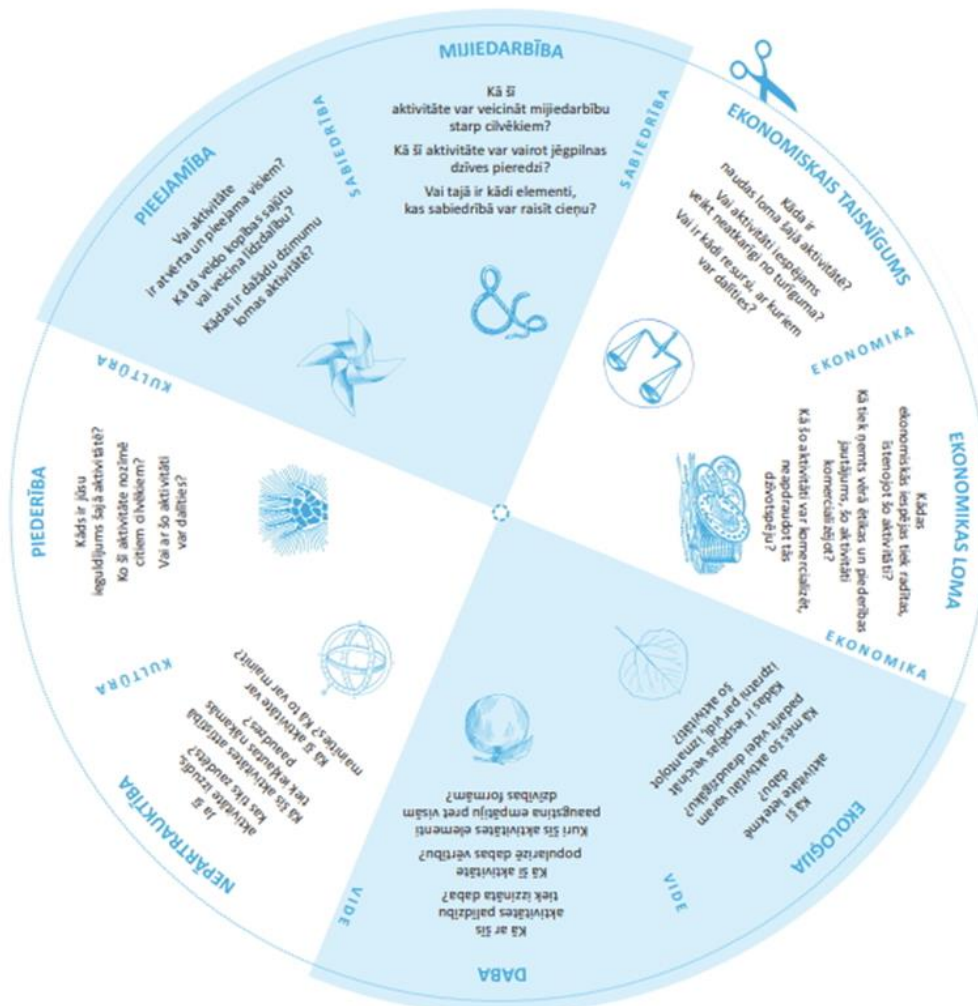 MIJIEDARBĪBA
Kā šī
aktivitāte var veicināt mijiedarbību
starp cilvēkiem?
Kā šī aktivitāte var vairot jēgpilnas
dzīves pieredzi?
Vai tajā ir kādi elementi,
kas sabiedrībā var raisīt cieņu?
SABIEDRĪBA
EKONOMISKAIS TAISNĪGUMS
Kāda ir
naudas loma šajā aktivitātē?
Vai aktivitāti iespējams
veikt neatkarīgi no turīguma?
Vai ir kādi resursi, ar kuriem
var dalīties?
EKONOMIKA
EKONOMIKAS LOMA
Kādas
ekonomiskās iespējas tiek radītas,
īstenojot šo aktivitāti?
Kā tiek ņemts vērā ētikas un piederības
jautājums, šo aktivitāti
komercializējot?
Kā šo aktivitāti var komercializēt,
neapdraudot tās
dzīvotspēju?
EKONOMIKA
EKOLOĢIJA
Kā šī
aktivitāte ietekmē
dabu?
Kā mēs šo aktivitāti varam
padarīt videi draudzīgāku?
Kādas ir iespējas veicināt
izpratni par vidi, izmantojot
šo aktivitāti?
VIDE
DABA
Kā ar šīs
aktivitātes palīdzību
tiek izzināta daba?
Kā šī aktivitāte
popularizē dabas vērtību?
Kuri šīs aktivitātes elementi
paaugstina empātiju pret visām
dzīvības formām?
VIDE
NEPĀRTRAUKTĪBA
Ja šī
aktivitāte izzudīs,
kas tiks zaudēts?
Kā šīs aktivitātes attīstībā
tiek iekļautas nākamās
paaudzes?
Kā šī aktivitāte var
mainīties? Kā to var mainīt?
KULTŪRA
PIEDERĪBA
Kāds ir jūsu
ieguldījums šajā aktivitātē?
Ko šī aktivitāte nozīmē
citiem cilvēkiem?
Vai ar šo aktivitāti
var dalīties?
KULTŪRA
PIEEJAMĪBA
Vai aktivitāte
ir atvērta un pieejama visiem?
Kā tā veido kopības sajūtu
vai veicina līdzdalību?
Kādas ir dažādu dzimumu
lomas aktivitātē?
SABIEDRĪBA